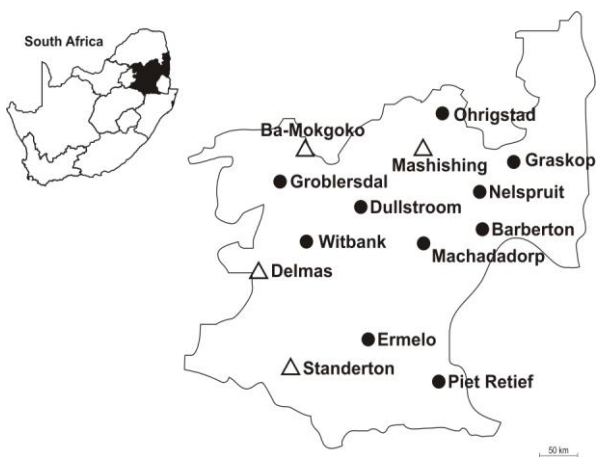 South Africa
Ohrigstad
Ba-Mokgoko
Mashishing
Graskop
Groblersdal
Nelspruit
Dullstroom
Barberton
Witbank
Machadadorp
Delmas
Ermelo
Standerton
Piet Retief
50 km